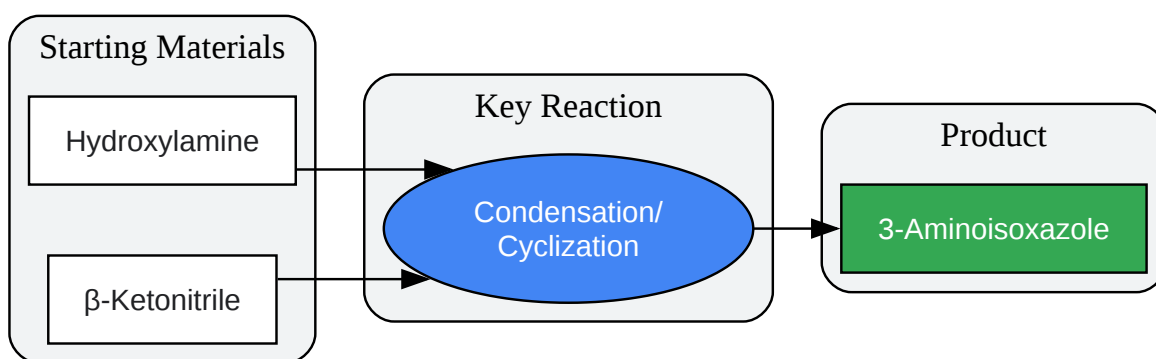 Starting Materials
Hydroxylamine
β-Ketonitrile
Key Reaction
Condensation/
Cyclization
Product
3-Aminoisoxazole